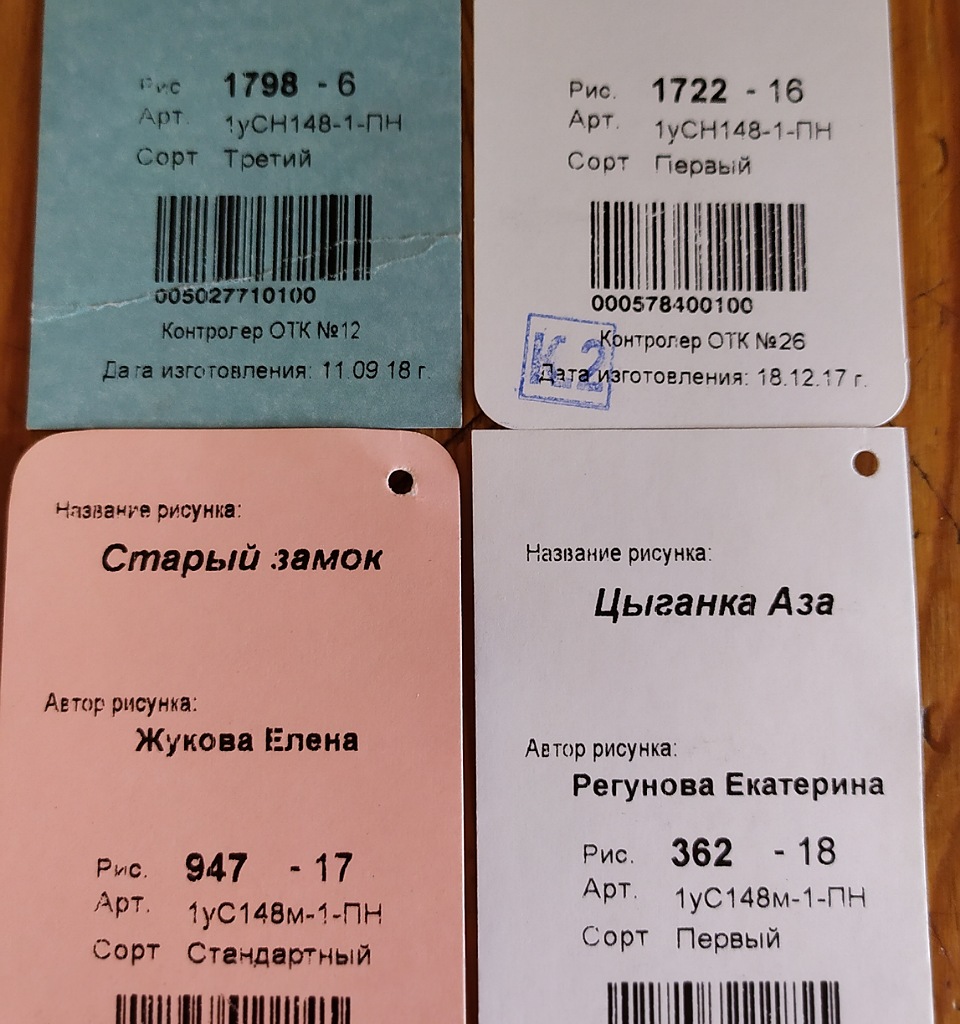 Рис 1798 - 6
Арт. 1уСН148-1-ПН
Сорт Третий
005027710100
Контролер ОТК №12
Дата изготовления: 11.09 18 г.
Рис. 1722 - 16
Арт. 1уСН148-1-ПН
Сорт Первый
000578400100
Контролер ОТК №26
К.2
Дата изготовления: 18.12.17 г.
Название рисунка:
Старый замок
Автор рисунка:
Жукова Елена
Рис. 947 - 17
Арт. 1уС148м-1-ПН
Сорт Стандартный
Название рисунка:
Цыганка Аза
Автор рисунка:
Регунова Екатерина
Рис. 362 - 18
Арт. 1уС148м-1-ПН
Сорт Первый